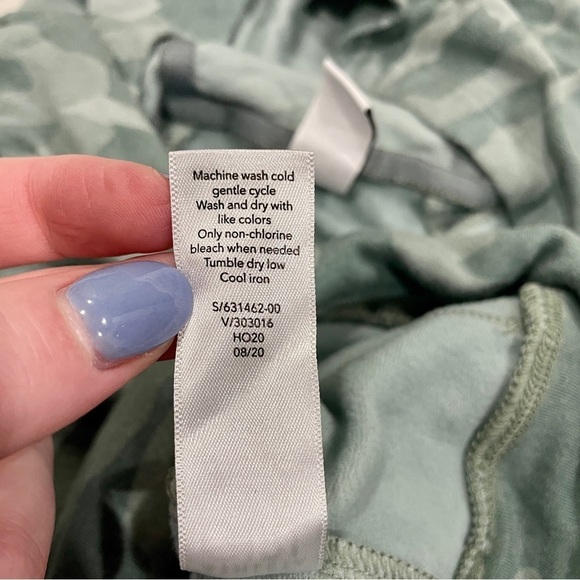 Machine wash cold
gentle cycle
Wash and dry with
like colors
Only non-chlorine
bleach when needed
Tumble dry low
Cool iron
S/631462-00
V/303016
HO20
08/20